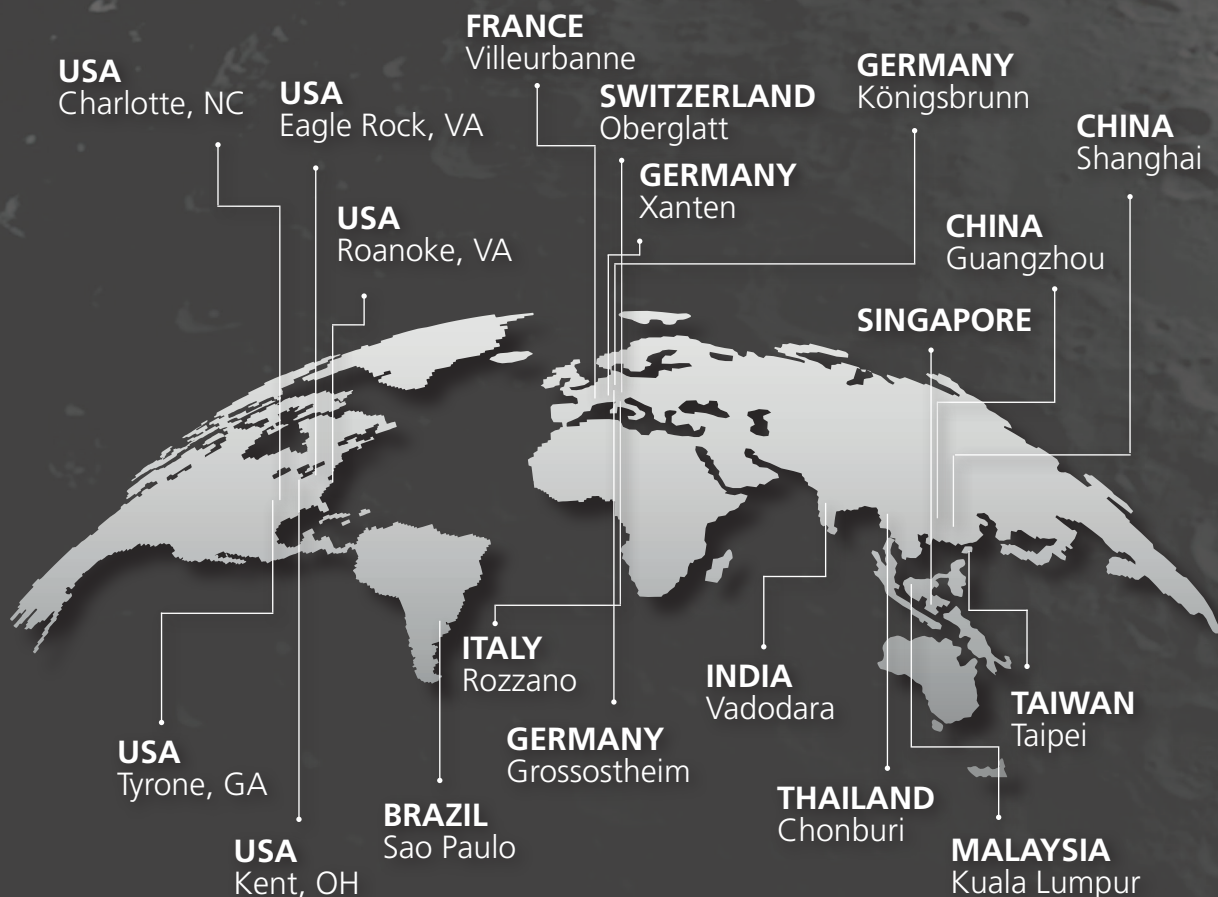 FRANCE
Villeurbanne
USA
Charlotte, NC
USA
Eagle Rock, VA
SWITZERLAND
Oberglatt
GERMANY
Königsbrunn
CHINA
Shanghai
GERMANY
Xanten
USA
Roanoke, VA
CHINA
Guangzhou
SINGAPORE
ITALY
Rozzano
INDIA
Vadodara
TAIWAN
Taipei
USA
Tyrone, GA
GERMANY
Grossostheim
BRAZIL
Sao Paulo
THAILAND
Chonburi
USA
Kent, OH
MALAYSIA
Kuala Lumpur